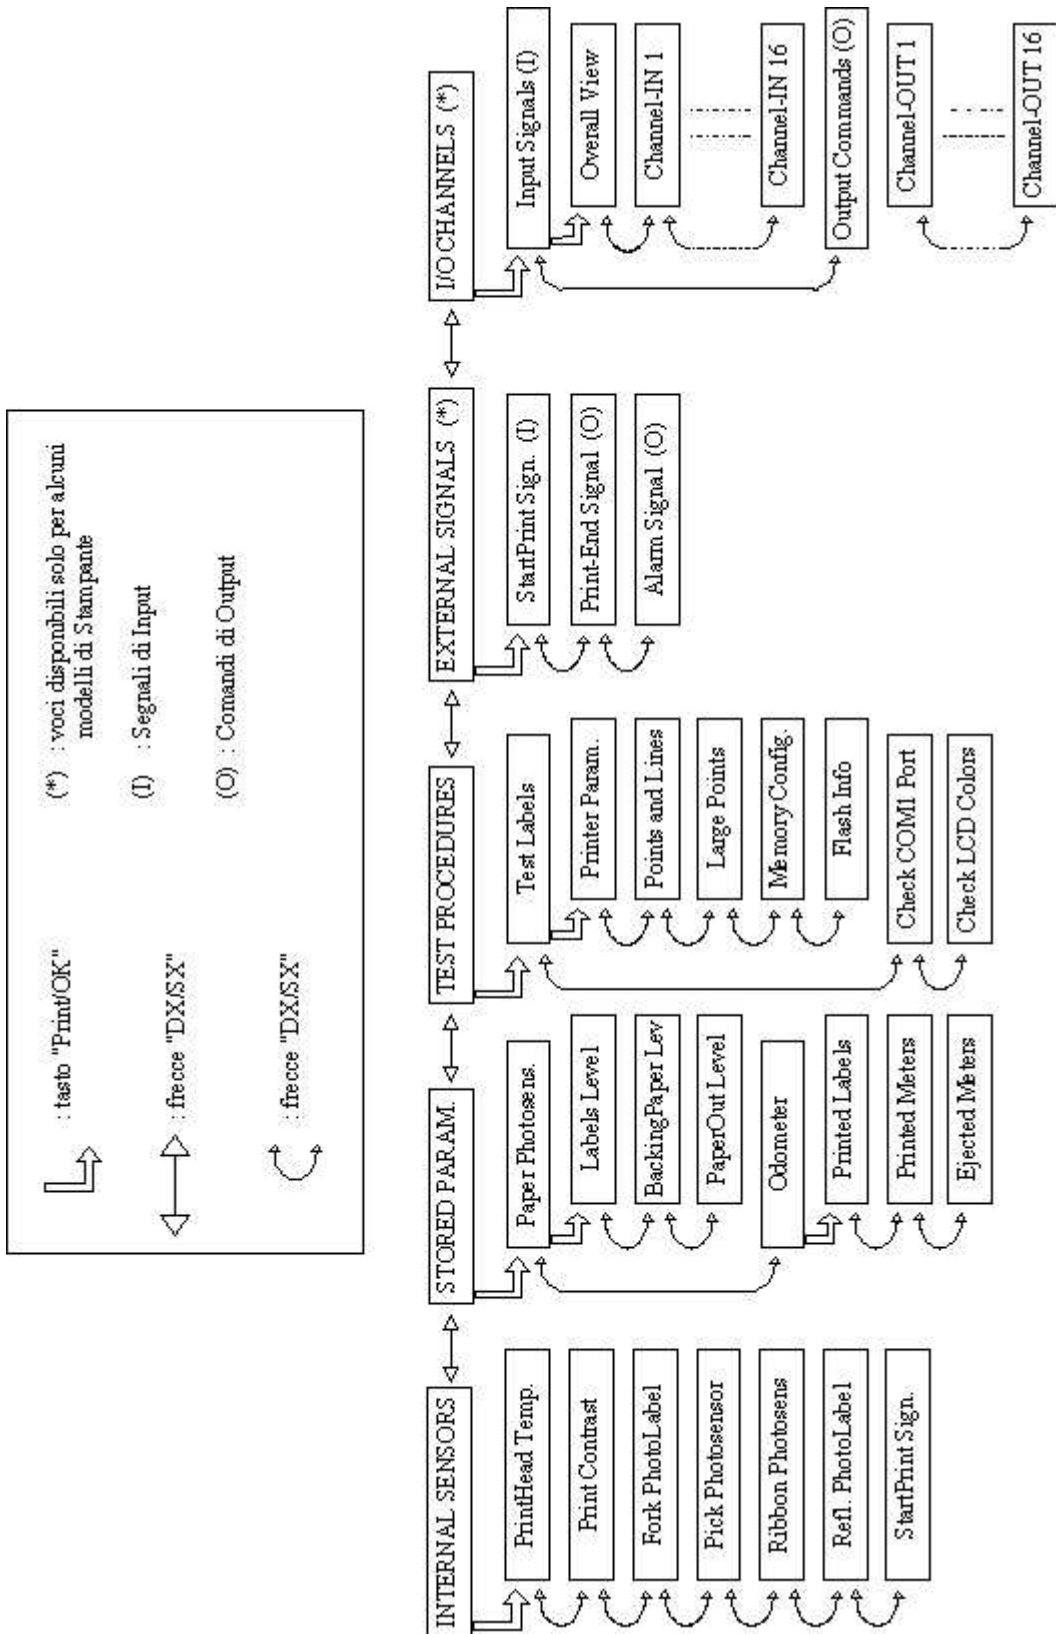 : tasto "Print/OK"
: frecce "DX/SX"
: frecce "DX/SX"
(*) : voci disponibili solo per alcuni
modelli di Stampante
(I) : Segnali di Input
(O) : Comandi di Output
INTERNAL SENSORS
PrintHead Temp.
Print Contrast
Fork PhotoLabel
Pick Photosensor
Ribbon Photosens
Refl. PhotoLabel
StartPrint Sign.
STORED PARAM.
Paper Photosens.
Labels Level
BackingPaper Lev
PaperOut Level
Odometer
Printed Labels
Printed Meters
Ejected Meters
TEST PROCEDURES
Test Labels
Printer Param.
Points and Lines
Large Points
Memory Config.
Flash Info
Check COM1 Port
Check LCD Colors
EXTERNAL SIGNALS (*)
StartPrint Sign. (I)
Print-End Signal (O)
Alarm Signal (O)
I/O CHANNELS (*)
Input Signals (I)
Overall View
Channel-IN 1
Channel-IN 16
Output Commands (O)
Channel-OUT 1
Channel-OUT 16